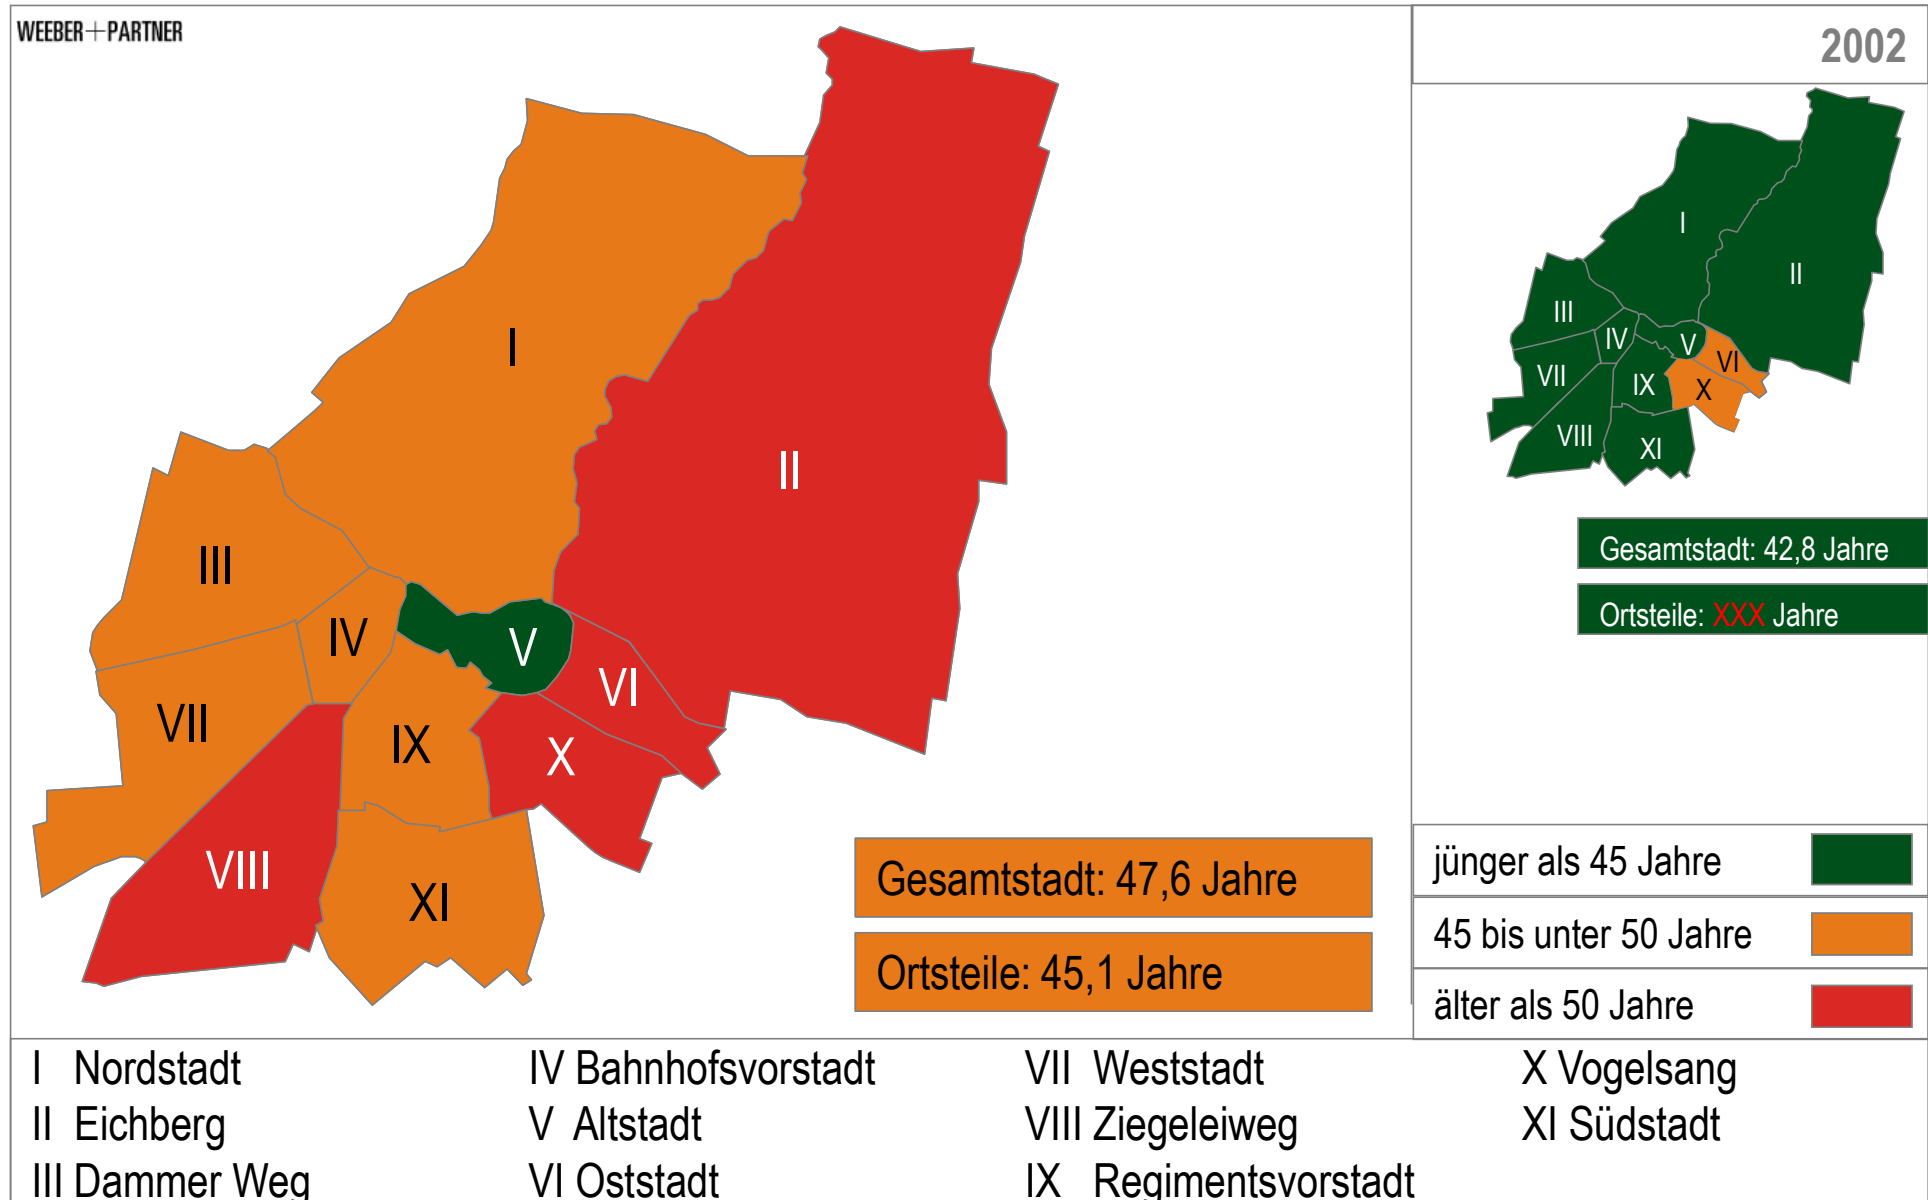 WEEBER+PARTNER
2002
I
II
III
IV
V
VI
VII
VIII
IX
X
XI
Gesamtstadt: 47,6 Jahre
Ortsteile: 45,1 Jahre
I
II
III
IV
V
VI
VII
VIII
IX
X
XI
Gesamtstadt: 42,8 Jahre
Ortsteile: XXX Jahre
jünger als 45 Jahre
45 bis unter 50 Jahre
älter als 50 Jahre
I Nordstadt
II Eichberg
III Dammer Weg
IV Bahnhofsvorstadt
V Altstadt
VI Oststadt
VII Weststadt
VIII Ziegeleiweg
IX Regimentsvorstadt
X Vogelsang
XI Südstadt